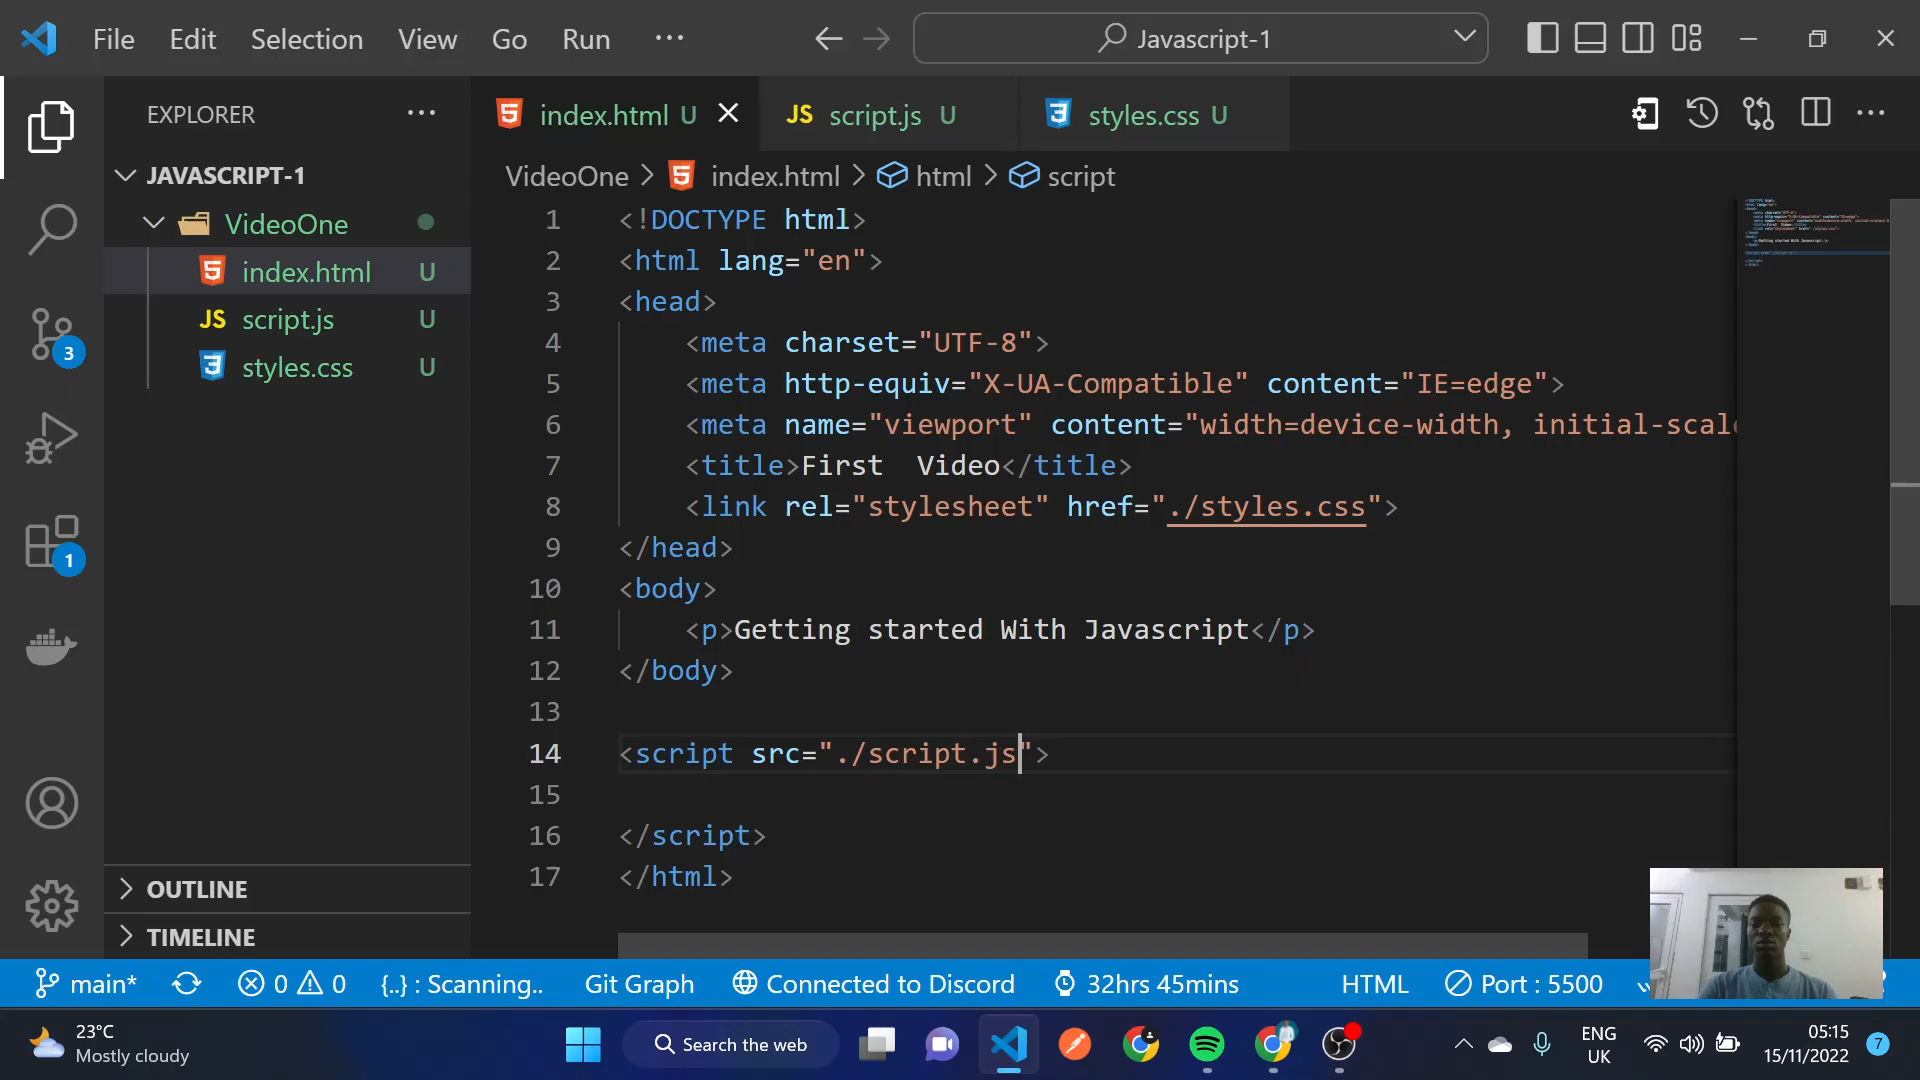 File Edit Selection View Go Run ...
Javascript-1
EXPLORER
JAVASCRIPT-1
VideoOne
index.html U
JS script.js U
styles.css U
3
1
OUTLINE
TIMELINE
index.html U
JS script.js U
styles.css U
VideoOne > index.html > html > script
1 <!DOCTYPE html>
2 <html lang="en">
3 <head>
4 <meta charset="UTF-8">
5 <meta http-equiv="X-UA-Compatible" content="IE=edge">
6 <meta name="viewport" content="width=device-width, initial-scale
7 <title>First  Video</title>
8 <link rel="stylesheet" href="./styles.css">
9 </head>
10 <body>
11 <p>Getting started With Javascript</p>
12 </body>
13
14 <script src="./script.js">
15
16 </script>
17 </html>
main* 0 0 {..} : Scanning.. Git Graph Connected to Discord 32hrs 45mins HTML Port : 5500
23°C
Mostly cloudy
Search the web
ENG
UK
05:15
15/11/2022
7